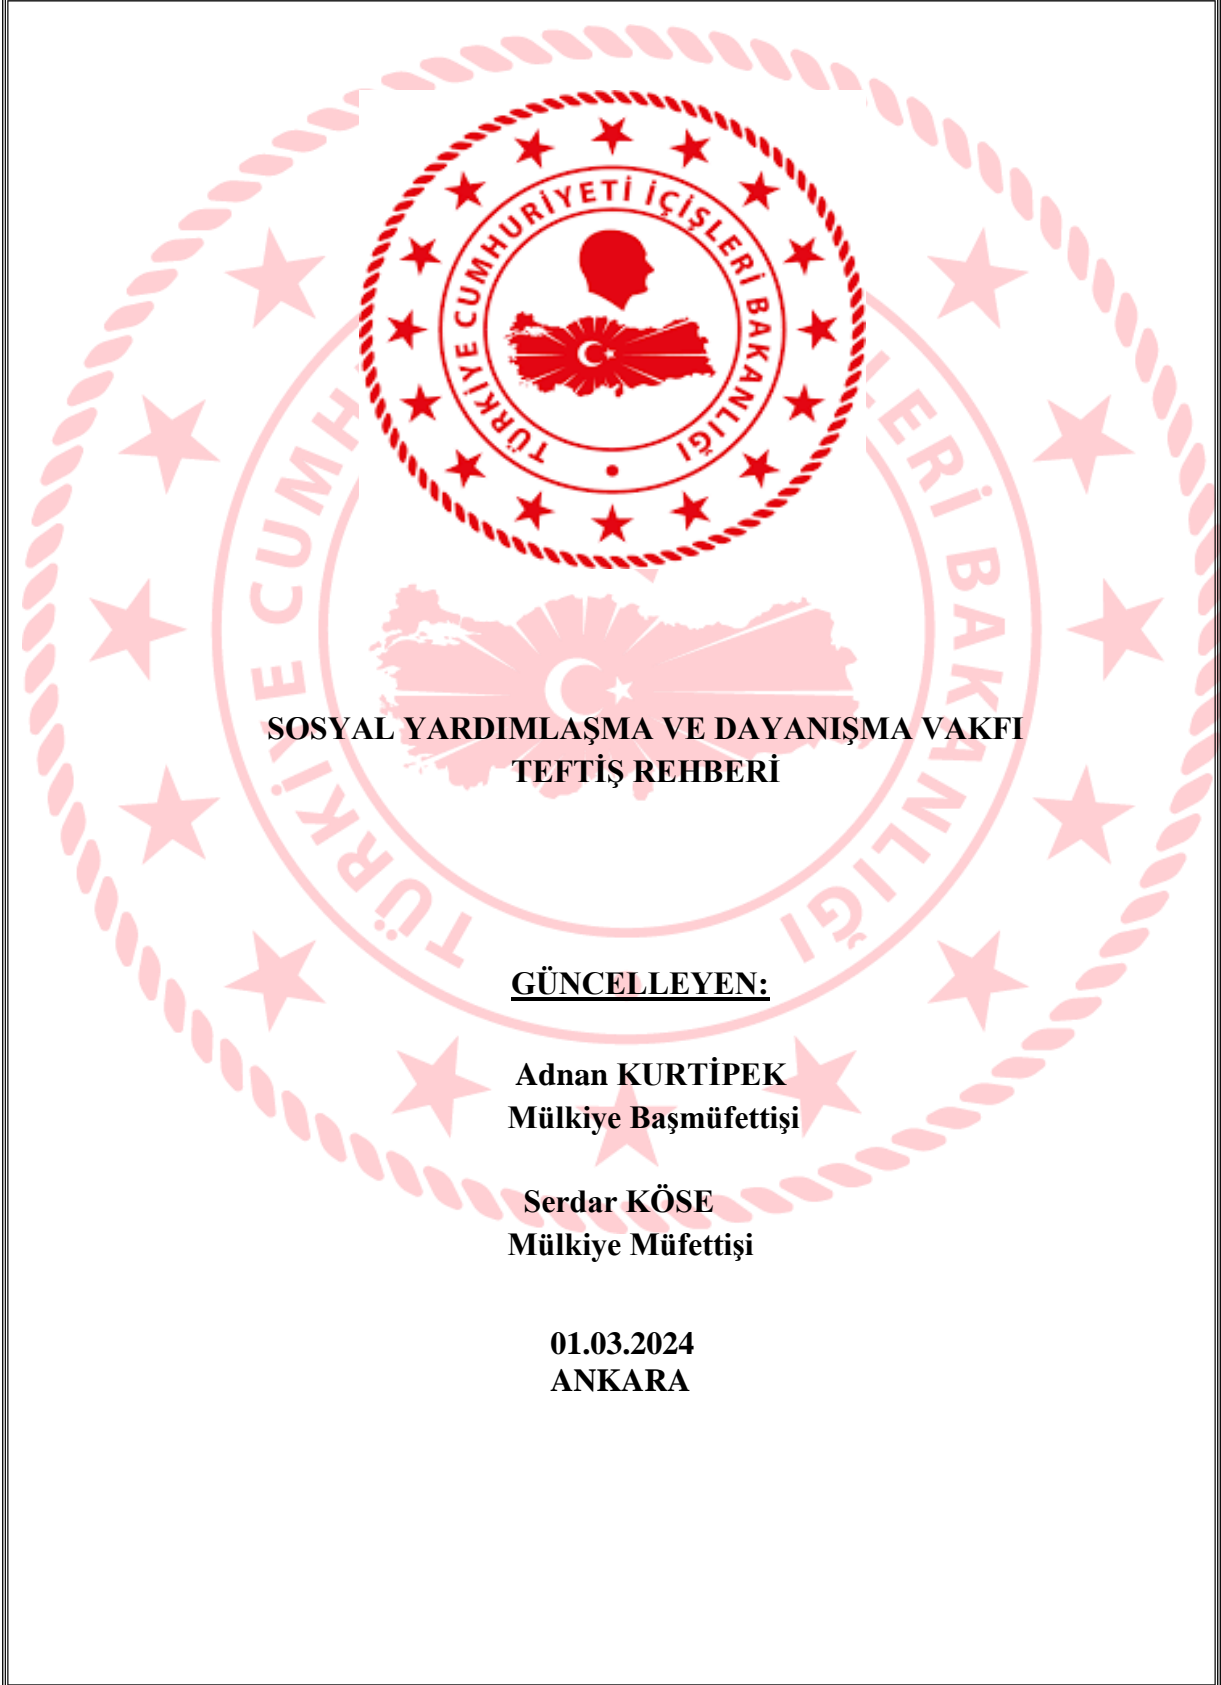 TÜRKİYE CUMHURİYETİ İÇİŞLERİ BAKANLIĞI
SOSYAL YARDIMLAŞMA VE DAYANIŞMA VAKFI
TEFTİŞ REHBERİ
GÜNCELLEYEN:
Adnan KURTİPEK
Mülkiye Başmüfettişi
Serdar KÖSE
Mülkiye Müfettişi
01.03.2024
ANKARA